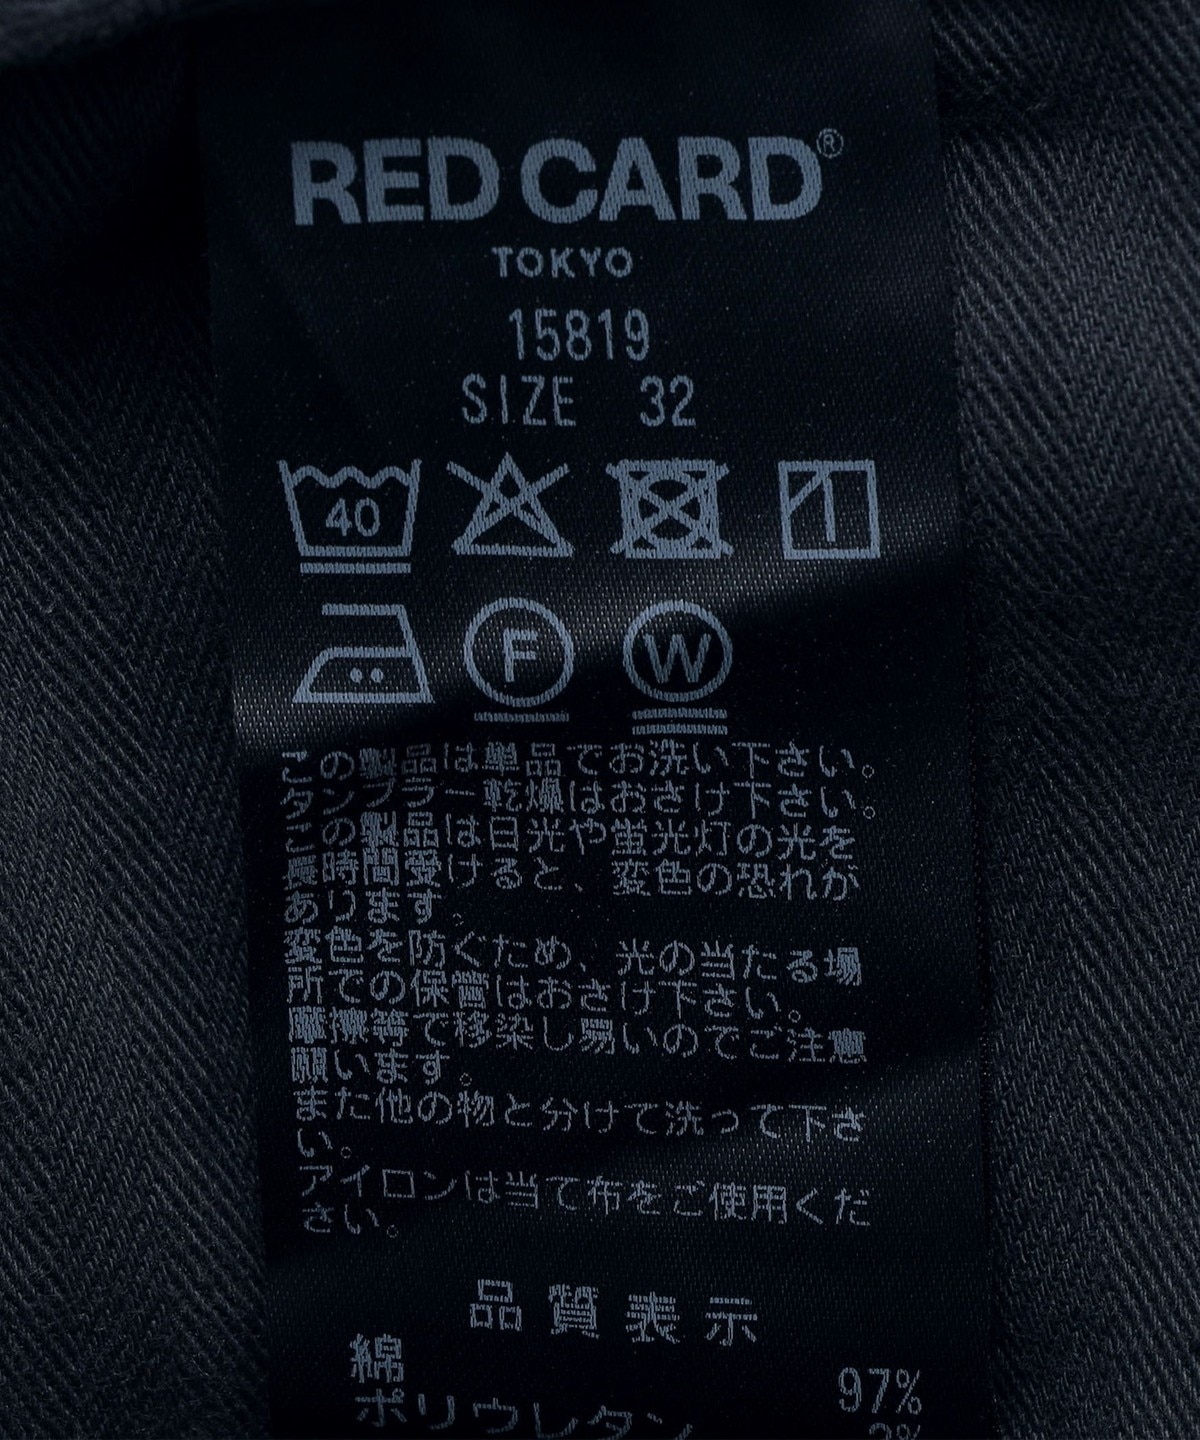 RED CARD®
TOKYO
15819
SIZE 32
40
F W
この製品は単品でお洗い下さい。
タンブラー乾燥はおさけ下さい。
この製品は日光や蛍光灯の光を
長時間受けると、変色の恐れが
あります。
変色を防ぐため、光の当たる場
所での保管はおさけ下さい。
摩擦等で移染し易いのでご注意
願います。
また他の物と分けて洗って下さ
い。
アイロンは当て布をご使用くだ
さい。
品質表示
綿 97%
ポリウレタン